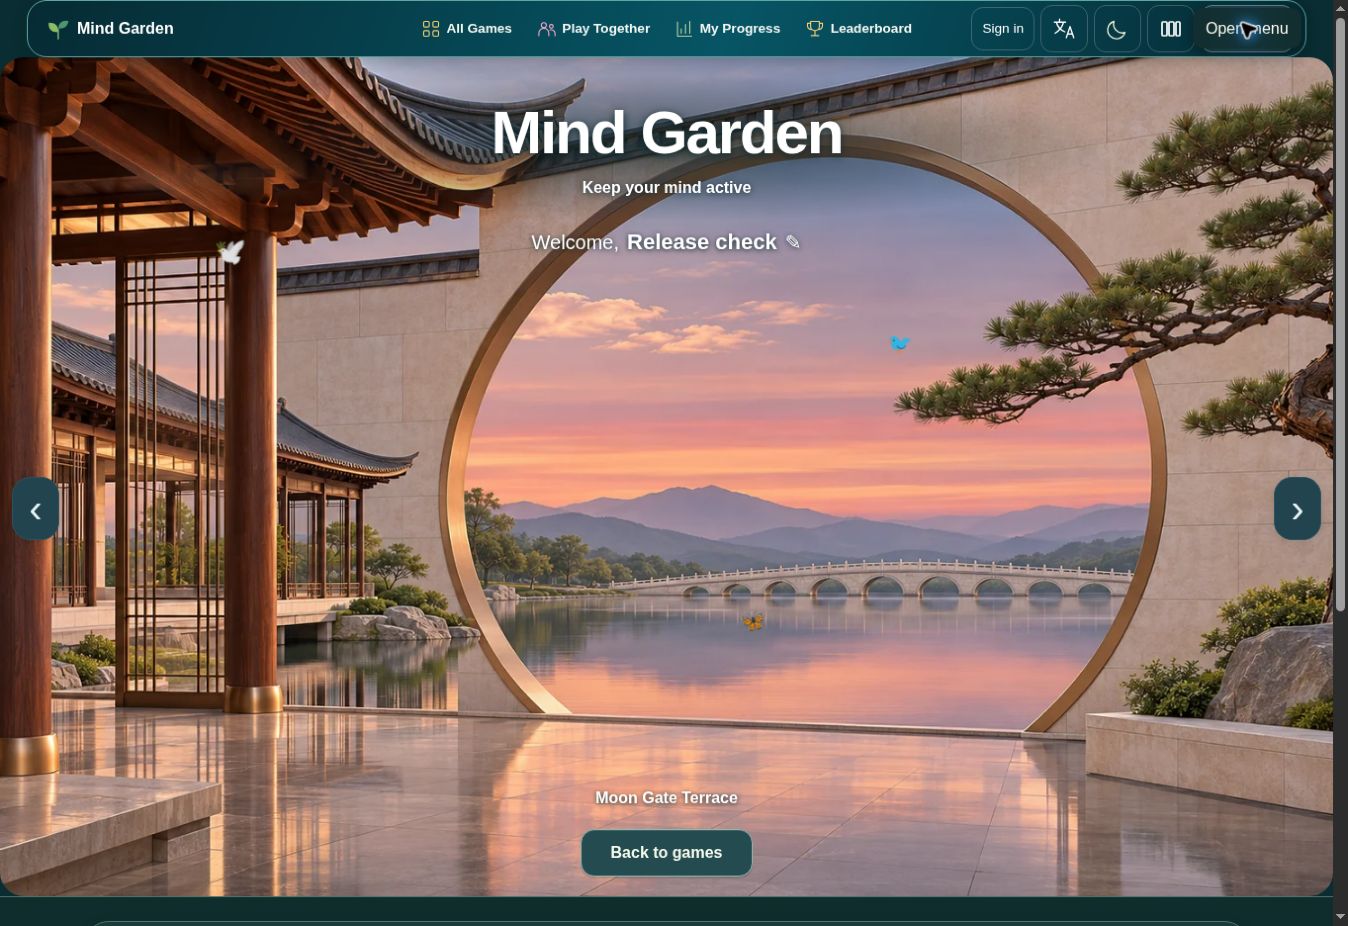 Mind Garden
All Games
Play Together
My Progress
Leaderboard
Sign in
Open menu
Mind Garden
Keep your mind active
Welcome, Release check ✎
Moon Gate Terrace
Back to games